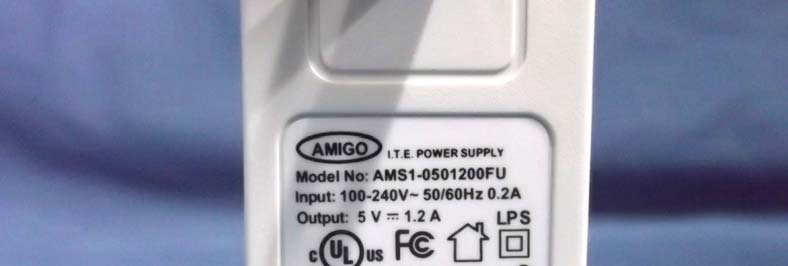 AMIGO I.T.E. POWER SUPPLY
Model No: AMS1-0501200FU
Input: 100-240V~ 50/60Hz 0.2A
Output: 5 V ⎓ 1.2 A
LPS
c UL US FC